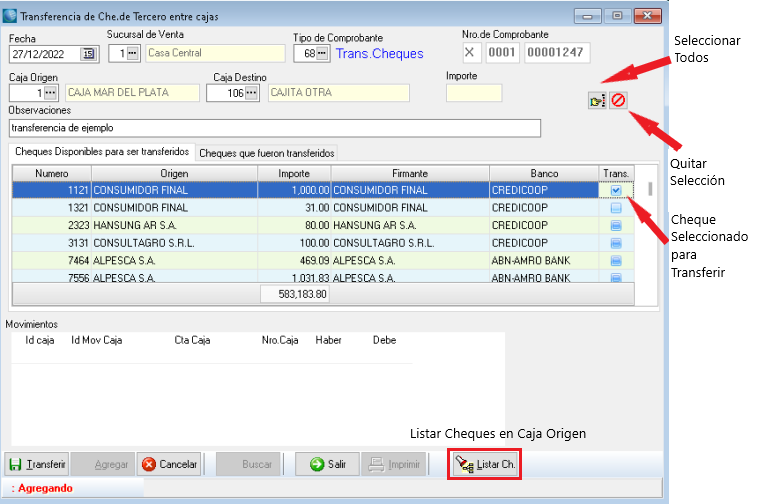 Transferencia de Che.de Tercero entre cajas
Fecha
Sucursal de Venta
Tipo de Comprobante
Nro.de Comprobante
27/12/2022
15
1
Casa Central
68
Trans.Cheques
X
0001
00001247
Seleccionar
Todos
Caja Origen
Caja Destino
Importe
1
CAJA MAR DEL PLATA
106
CAJITA OTRA
Observaciones
transferencia de ejemplo
Cheques Disponibles para ser transferidos
Cheques que fueron transferidos
Quitar
Selección
Numero Origen Importe Firmante Banco Trans.
1121 CONSUMIDOR FINAL 1,000.00 CONSUMIDOR FINAL CREDICOOP
1321 CONSUMIDOR FINAL 31.00 CONSUMIDOR FINAL CREDICOOP
2323 HANSUNG AR S.A. 80.00 HANSUNG AR S.A. CREDICOOP
3131 CONSULTAGRO S.R.L. 100.00 CONSULTAGRO S.R.L. CREDICOOP
7464 ALPESCA S.A. 469.09 ALPESCA S.A. ABN-AMRO BANK
7556 ALPESCA S.A. 1,031.83 ALPESCA S.A. ABN-AMRO BANK
583,183.80
Cheque
Seleccionado
para
Transferir
Movimientos
Id caja Id Mov Caja Cta Caja Nro.Caja Haber Debe
Listar Cheques en Caja Origen
Transferir
Agregar
Cancelar
Buscar
Salir
Imprimir
Listar Ch.
: Agregando